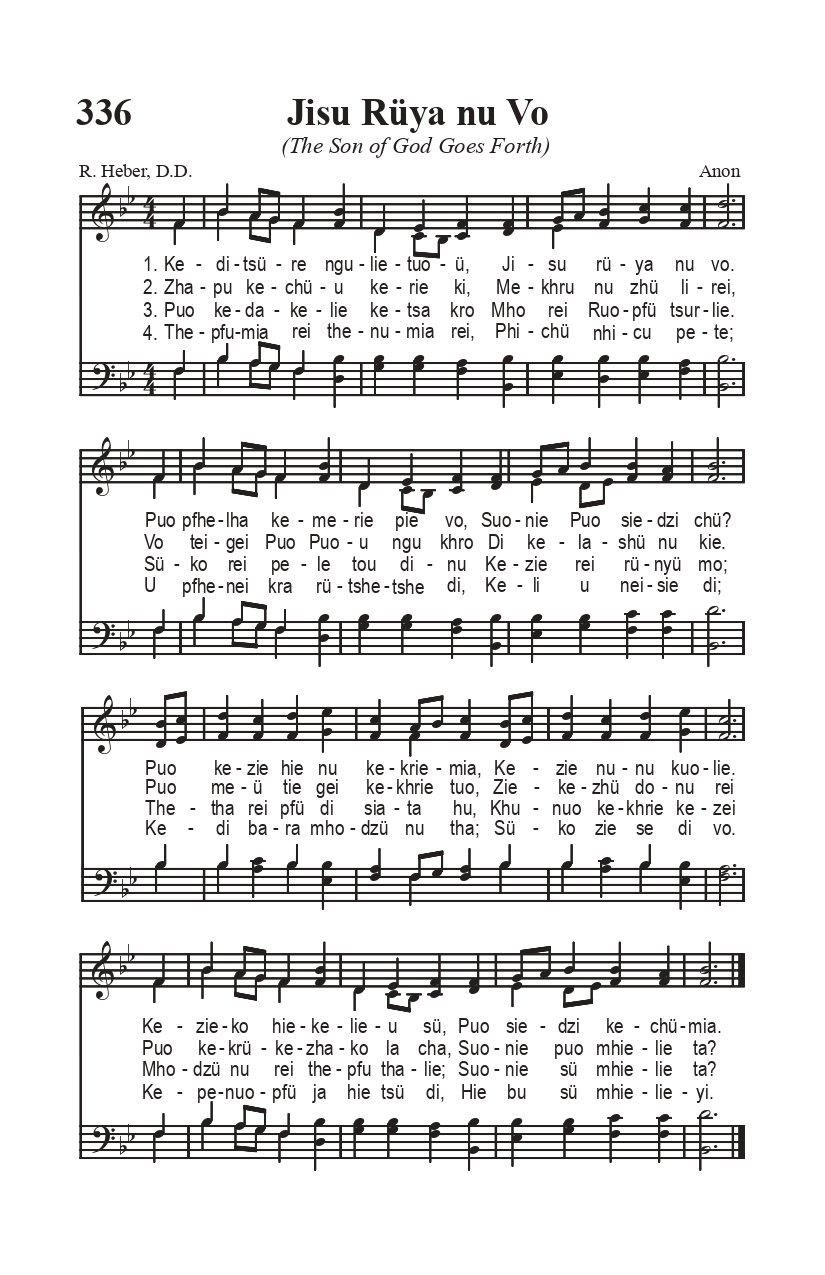 336
Jisu Rüya nu Vo
(The Son of God Goes Forth)
R. Heber, D.D. Anon
1. Ke - di - tsü - re ngu - lie - tuo - ü, Ji - su rü - ya nu vo.
2. Zha - pu ke - chü - u ke - rie ki, Me - khru nu zhü li - rei,
3. Puo ke - da - ke - lie ke - tsa kro Mho rei Ruo - pfü tsur - lie.
4. The - pfu - mia rei the - nu - mia rei, Phi - chü nhi - cu pe - te;
Puo pfhe - lha ke - me - rie pie vo, Suo - nie Puo sie - dzi chü?
Vo tei - gei Puo Puo - u ngu khro Di ke - la - shü nu kie.
Sü - ko rei pe - le tou di - nu Ke - zie rei rü - nyü mo;
U pfhe - nei kra rü - tshe - tshe di, Ke - li u nei - sie di;
Puo ke - zie hie nu ke - krie - mia, Ke - zie nu - nu kuo - lie.
Puo me - ü tie gei ke - khrie tuo, Zie - ke - zhü do - nu rei
The - tha rei pfü di sia - ta hu, Khu - nuo ke - khrie ke - zei
Ke - di ba - ra mho - dzü nu tha; Sü - ko zie se di vo.
Ke - zie - ko hie - ke - lie - u sü, Puo sie - dzi ke - chü - mia.
Puo ke - krü - ke - zha - ko la cha, Suo - nie puo mhie - lie ta?
Mho - dzü nu rei the - pfu tha - lie; Suo - nie sü mhie - lie ta?
Ke - pe - nuo - pfü ja hie tsü di, Hie bu sü mhie - lie - yi.